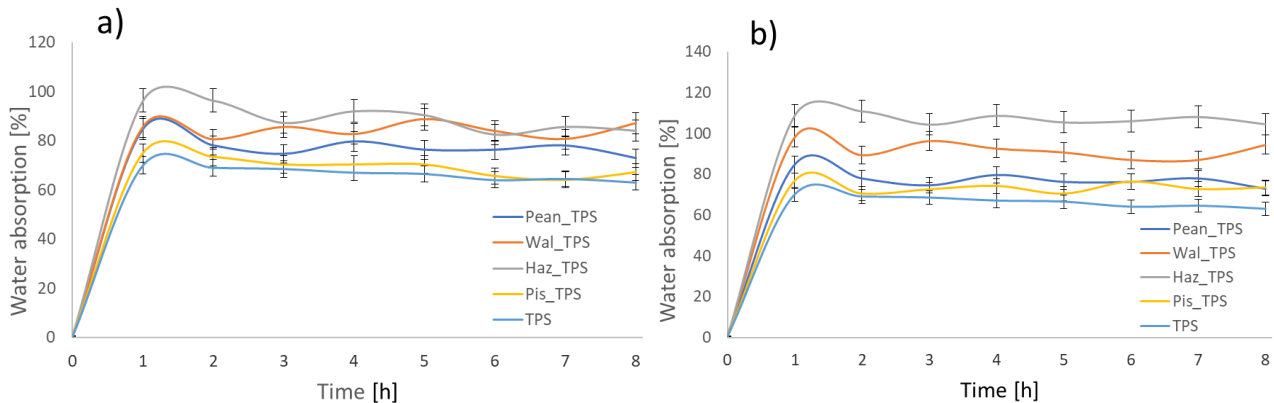 a)
Water absorption [%]
120
100
80
60
40
20
0
0 1 2 3 4 5 6 7 8
Time [h]
Pean_TPS
Wal_TPS
Haz_TPS
Pis_TPS
TPS
b)
Water absorption [%]
140
120
100
80
60
40
20
0
0 1 2 3 4 5 6 7 8
Time [h]
Pean_TPS
Wal_TPS
Haz_TPS
Pis_TPS
TPS